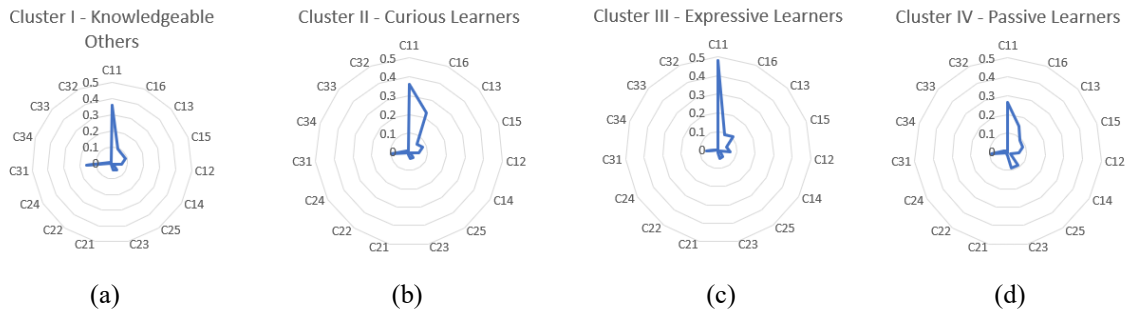 Cluster I - Knowledgeable
Others
C11
C16
C13
C15
C12
C14
C25
C23
C21
C22
C24
C31
C34
C33
C32
0.5
0.4
0.3
0.2
0.1
0
(a)
Cluster II - Curious Learners
C11
C16
C13
C15
C12
C14
C25
C23
C21
C22
C24
C31
C34
C33
C32
0.5
0.4
0.3
0.2
0.1
0
(b)
Cluster III - Expressive Learners
C11
C16
C13
C15
C12
C14
C25
C23
C21
C22
C24
C31
C34
C33
C32
0.5
0.4
0.3
0.2
0.1
0
(c)
Cluster IV - Passive Learners
C11
C16
C13
C15
C12
C14
C25
C23
C21
C22
C24
C31
C34
C33
C32
0.5
0.4
0.3
0.2
0.1
0
(d)